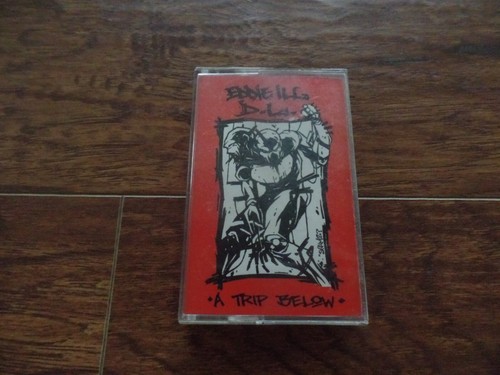 EDDIE ILL
D.L.
·A TRIP BELOW·